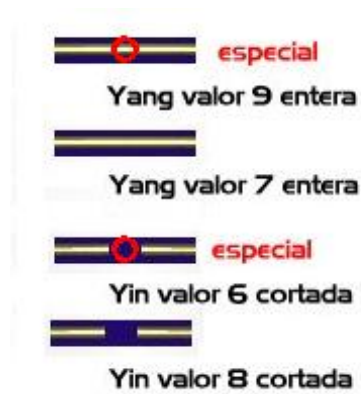 especial
Yang valor 9 entera
Yang valor 7 entera
especial
Yin valor 6 cortada
Yin valor 8 cortada